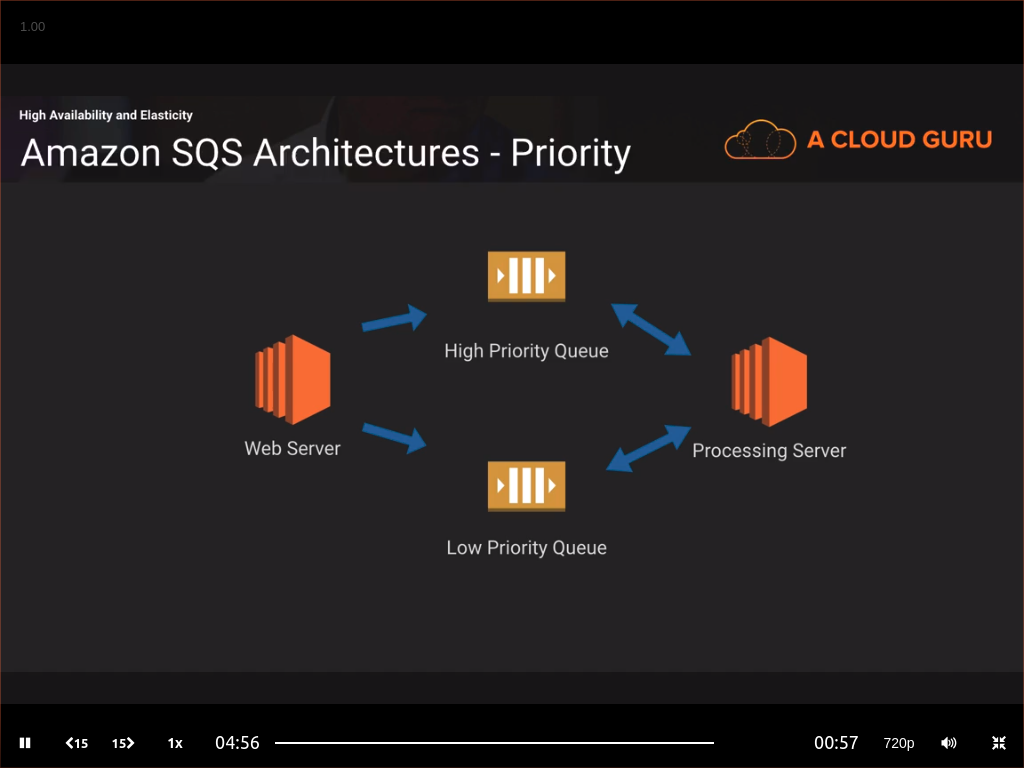 1.00
High Availability and Elasticity
Amazon SQS Architectures - Priority
A CLOUD GURU
High Priority Queue
Web Server
Processing Server
Low Priority Queue
15
15
1x
04:56
00:57
720p